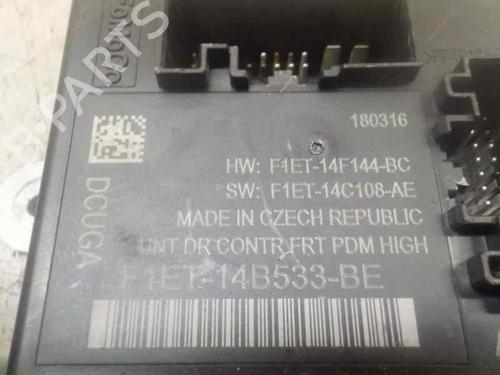 180316
HW: F1ET-14F144-BC
SW: F1ET-14C108-AE
MADE IN CZECH REPUBLIC
UNT DR CONTR FRT PDM HIGH
F1ET-14B533-BE
DCUGA
B-PARTS